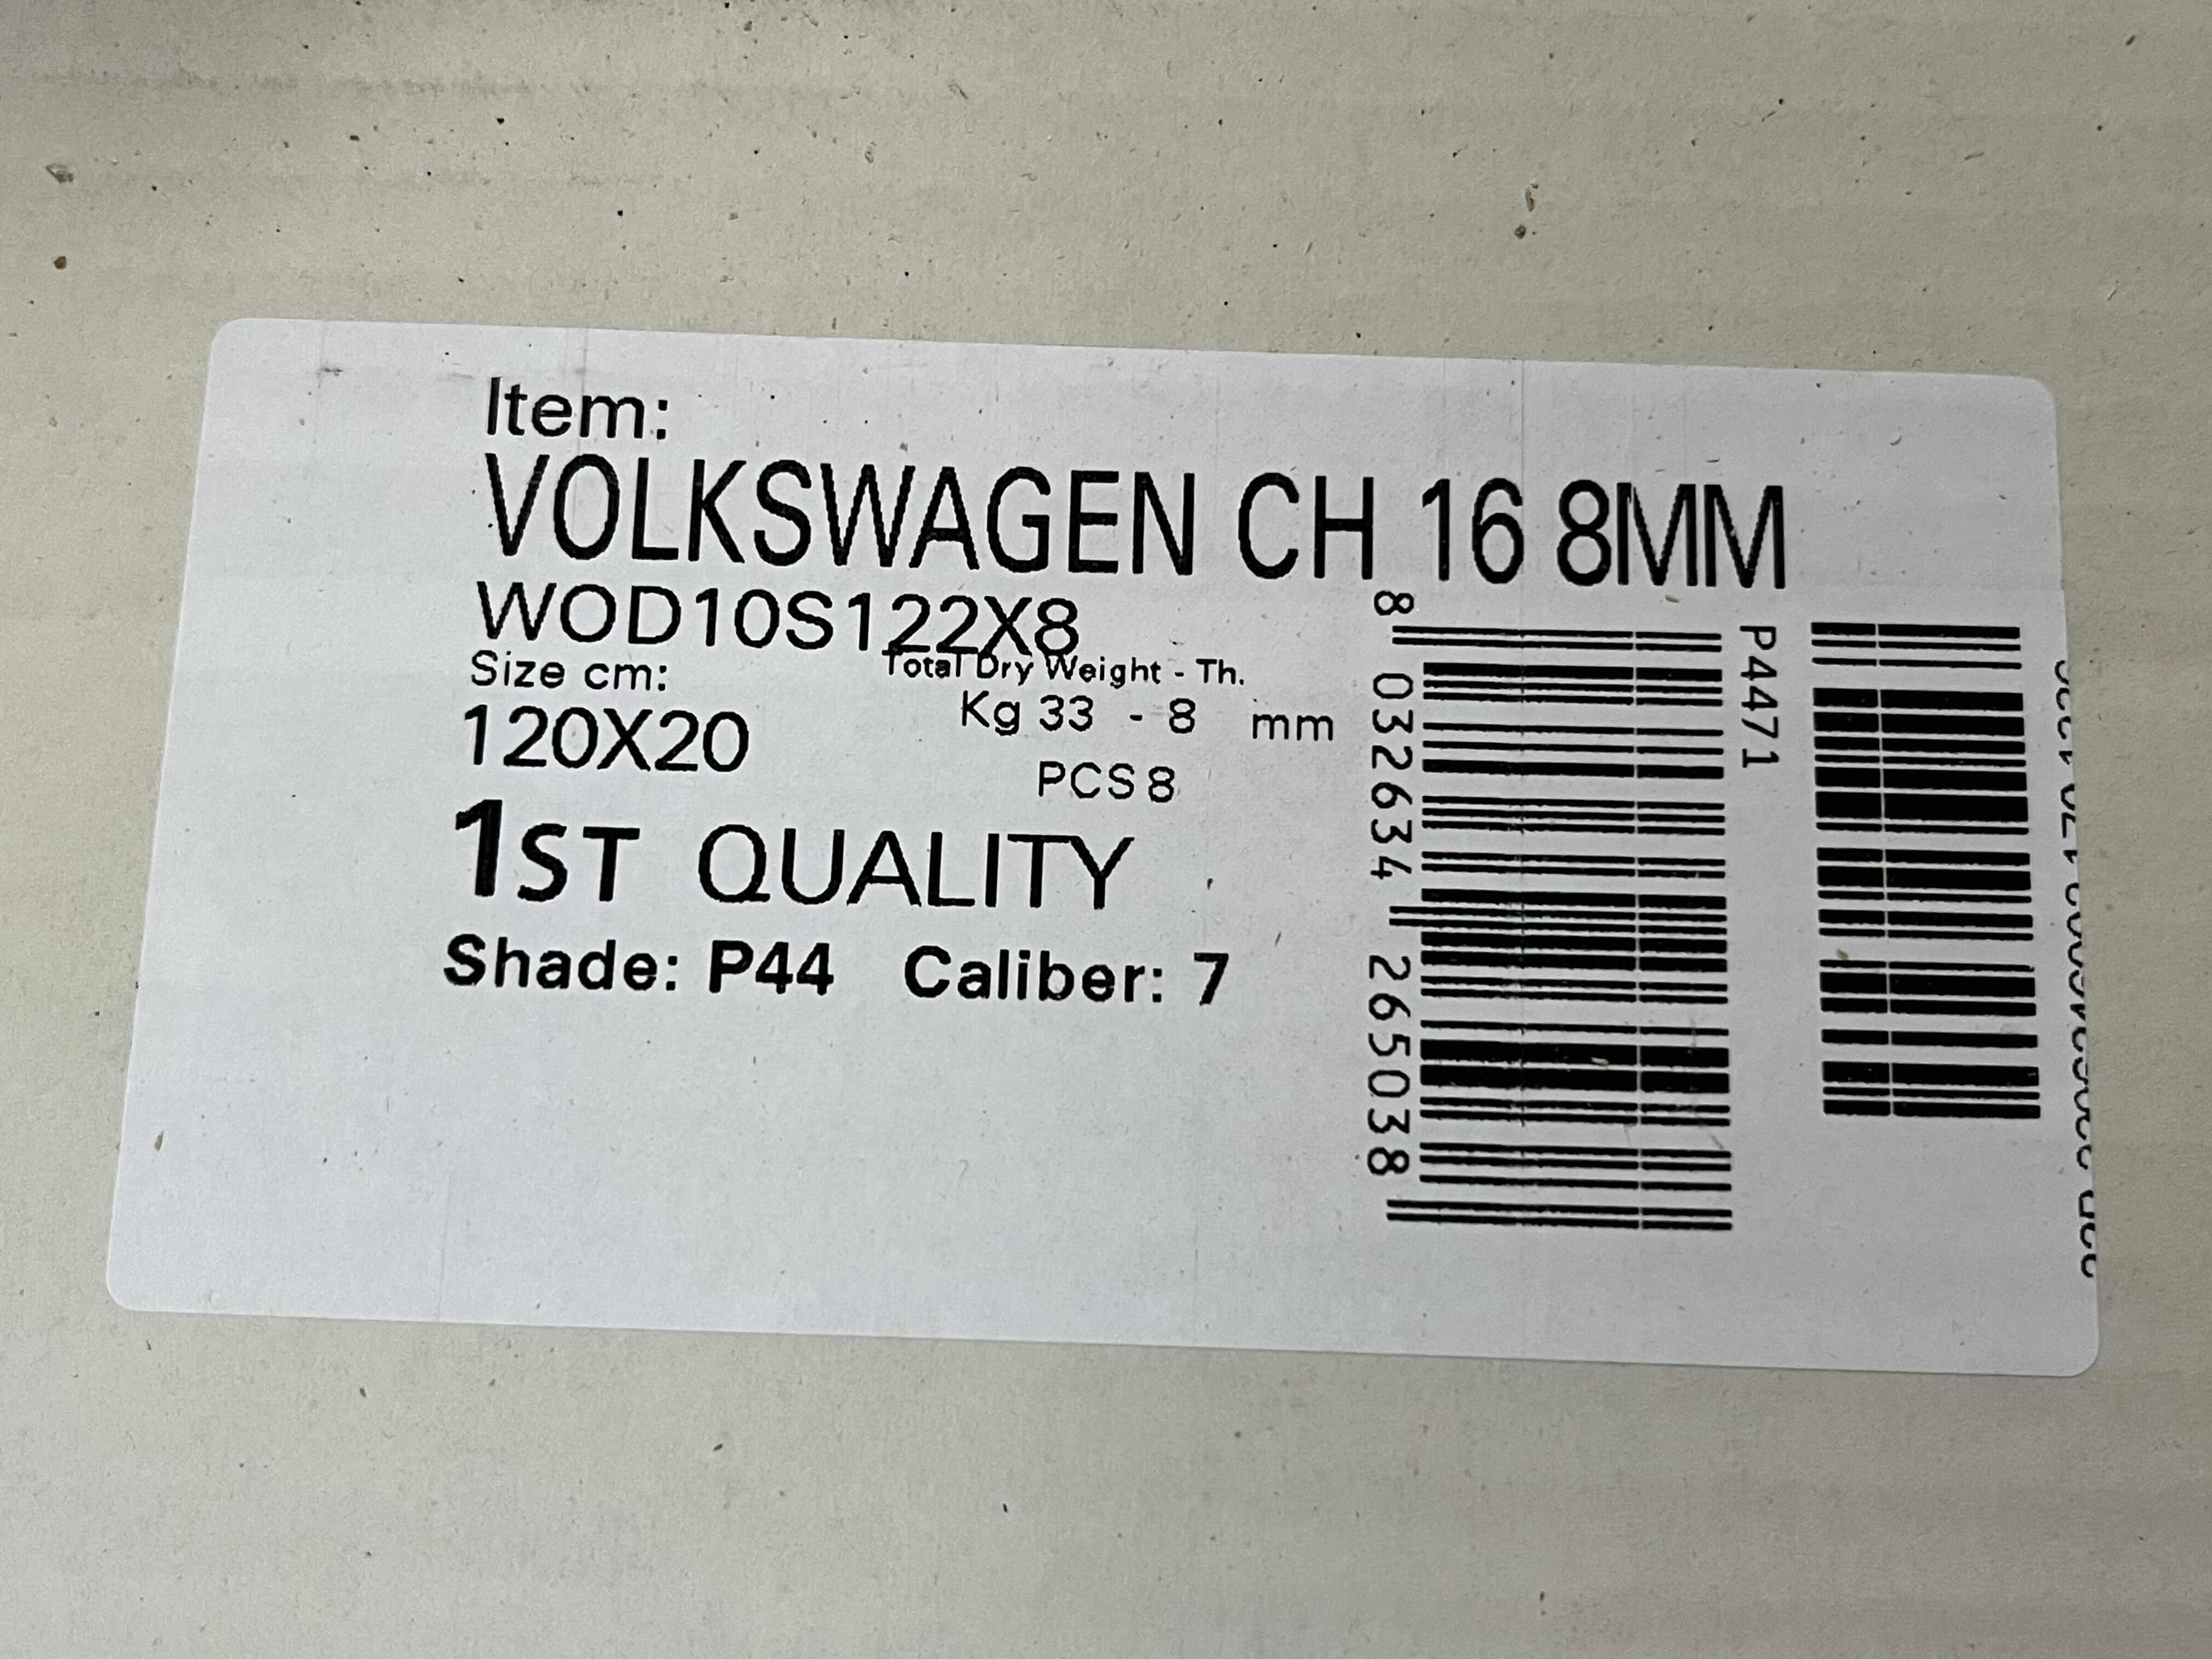 Item:
VOLKSWAGEN CH 16 8MM
WOD10S122X8
Size cm:
Total Dry Weight - Th.
120X20
Kg 33 - 8 mm
PCS 8
1ST QUALITY
Shade: P44 Caliber: 7
8 032634 265038
P4471